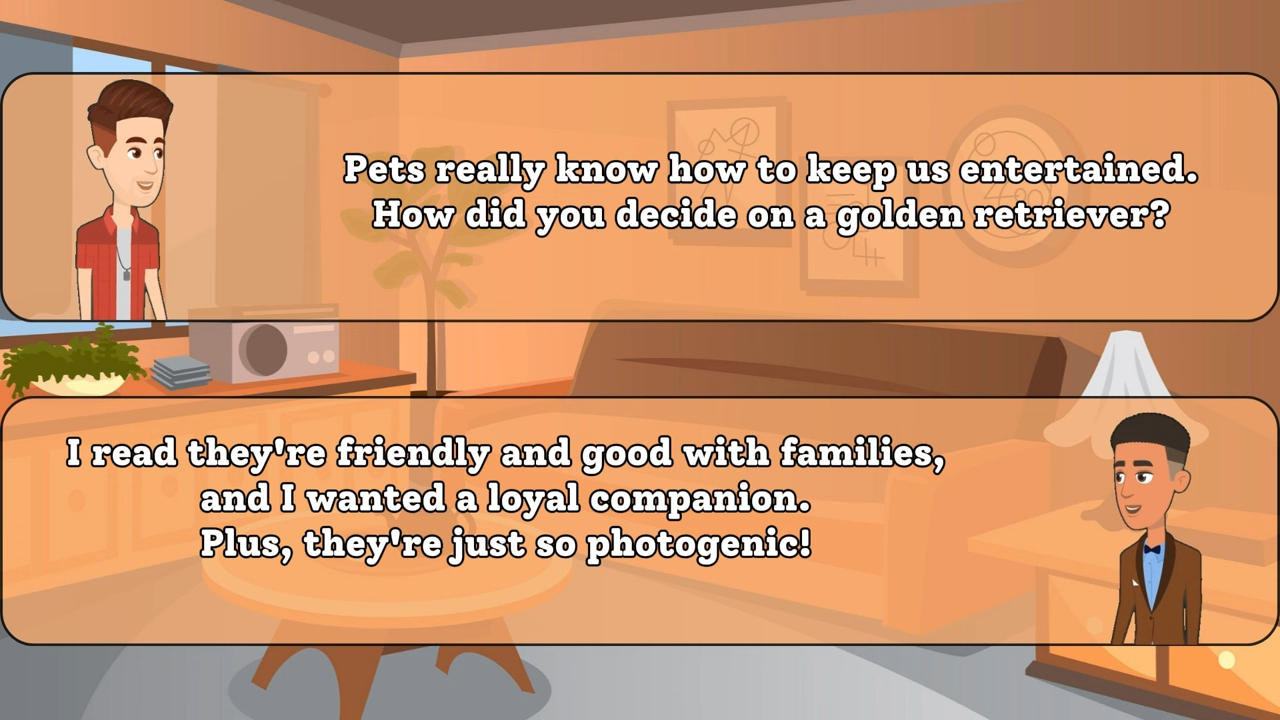 Pets really know how to keep us entertained.
How did you decide on a golden retriever?
I read they're friendly and good with families,
and I wanted a loyal companion.
Plus, they're just so photogenic!